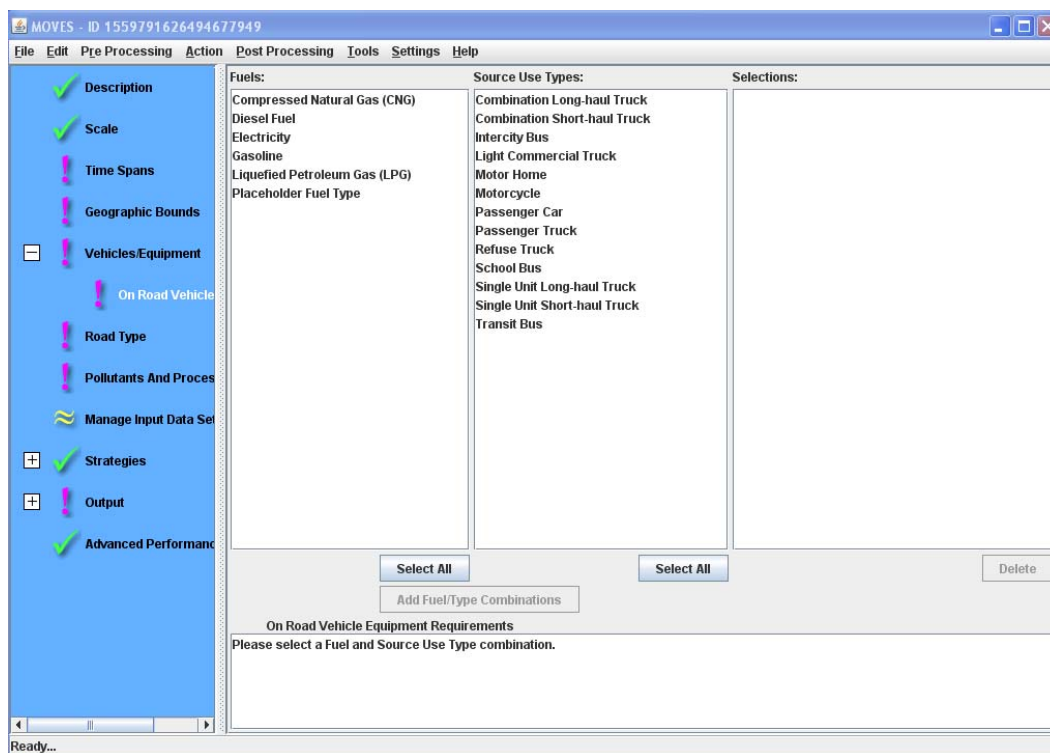 MOVES - ID 1559791626494677949
File Edit Pre Processing Action Post Processing Tools Settings Help
Description
Scale
Time Spans
Geographic Bounds
Vehicles/Equipment
On Road Vehicle
Road Type
Pollutants And Proces
Manage Input Data Set
Strategies
Output
Advanced Performanc
Fuels:
Compressed Natural Gas (CNG)
Diesel Fuel
Electricity
Gasoline
Liquefied Petroleum Gas (LPG)
Placeholder Fuel Type
Select All
Source Use Types:
Combination Long-haul Truck
Combination Short-haul Truck
Intercity Bus
Light Commercial Truck
Motor Home
Motorcycle
Passenger Car
Passenger Truck
Refuse Truck
School Bus
Single Unit Long-haul Truck
Single Unit Short-haul Truck
Transit Bus
Select All
Selections:
Delete
Add Fuel/Type Combinations
On Road Vehicle Equipment Requirements
Please select a Fuel and Source Use Type combination.
Ready...